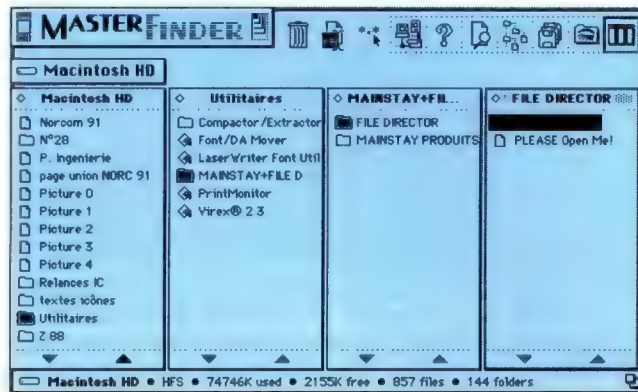 MASTERFINDER
Macintosh HD
Macintosh HD
Norcom 91
N°28
P. Ingenierie
page union NORC 91
Picture 0
Picture 1
Picture 2
Picture 3
Picture 4
Relances IC
textes icônes
Utilitaires
Z 88
Utilitaires
Compactor/Extractor
Font/DA Mover
LaserWriter Font Util
MAINSTAY+FILE D
PrintMonitor
Virex® 2 3
MAINSTAY+FIL...
FILE DIRECTOR
MAINSTAY PRODUITS
FILE DIRECTOR
PLEASE Open Me!
Macintosh HD • HFS • 74746K used • 2155K free • 857 files • 144 folders